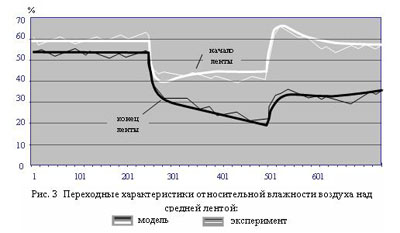 %
70
60
50
40
30
20
10
0
начало
ленты
конец
ленты
1 101 201 301 401 501 601
Рис. 3 Переходные характеристики относительной влажности воздуха над
средней лентой:
модель эксперимент